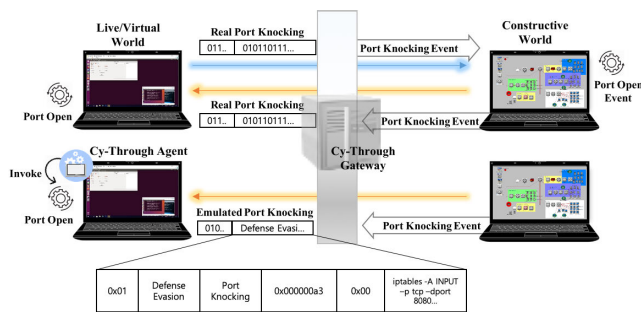 Live/Virtual
World
Real Port Knocking
011..
010110111...
Port Knocking Event
Constructive
World
Port Open
Real Port Knocking
011..
010110111...
Port Knocking Event
Port Open
Event
Cy-Through Agent
Cy-Through
Gateway
Invoke
Port Open
Emulated Port Knocking
010..
Defense Evasi...
Port Knocking Event
0x01
Defense
Evasion
Port
Knocking
0x000000a3
0x00
iptables -A INPUT
–p tcp –dport
8080...